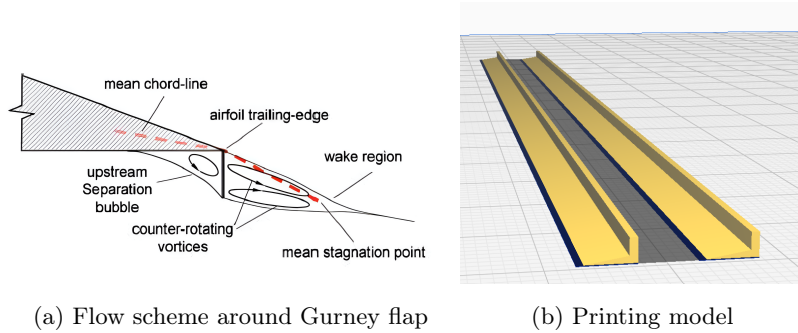 mean chord-line
airfoil trailing-edge
wake region
upstream
Separation
bubble
counter-rotating
vortices
mean stagnation point
(a) Flow scheme around Gurney flap
(b) Printing model